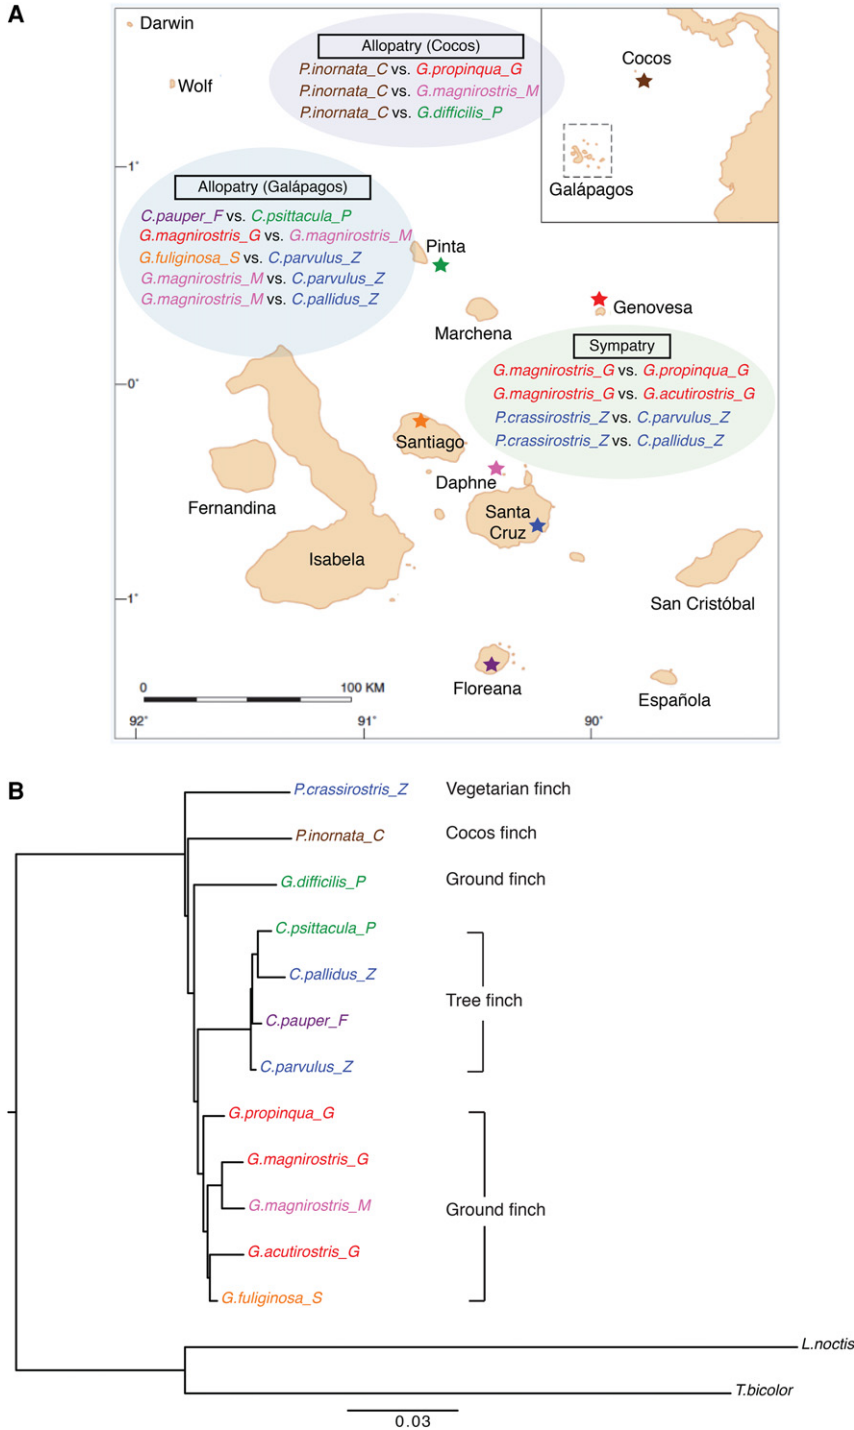 A
Darwin
Wolf
Allopatry (Cocos)
P.inornata_C vs. G.propinqua_G
P.inornata_C vs. G.magnirostris_M
P.inornata_C vs. G.difficilis_P
Cocos
Galápagos
1°
Allopatry (Galápagos)
C.pauper_F vs. C.psittacula_P
G.magnirostris_G vs. G.magnirostris_M
G.fuliginosa_S vs. C.parvulus_Z
G.magnirostris_M vs. C.parvulus_Z
G.magnirostris_M vs. C.pallidus_Z
Pinta
Marchena
Genovesa
Sympatry
G.magnirostris_G vs. G.propinqua_G
G.magnirostris_G vs. G.acutirostris_G
P.crassirostris_Z vs. C.parvulus_Z
P.crassirostris_Z vs. C.pallidus_Z
0°
Santiago
Daphne
Fernandina
Santa
Cruz
Isabela
1°
San Cristóbal
Floreana
Española
0
100 KM
92°
91°
90°
B
P.crassirostris_Z
Vegetarian finch
P.inornata_C
Cocos finch
G.difficilis_P
Ground finch
C.psittacula_P
C.pallidus_Z
Tree finch
C.pauper_F
C.parvulus_Z
G.propinqua_G
G.magnirostris_G
G.magnirostris_M
Ground finch
G.acutirostris_G
G.fuliginosa_S
L.noctis
T.bicolor
0.03